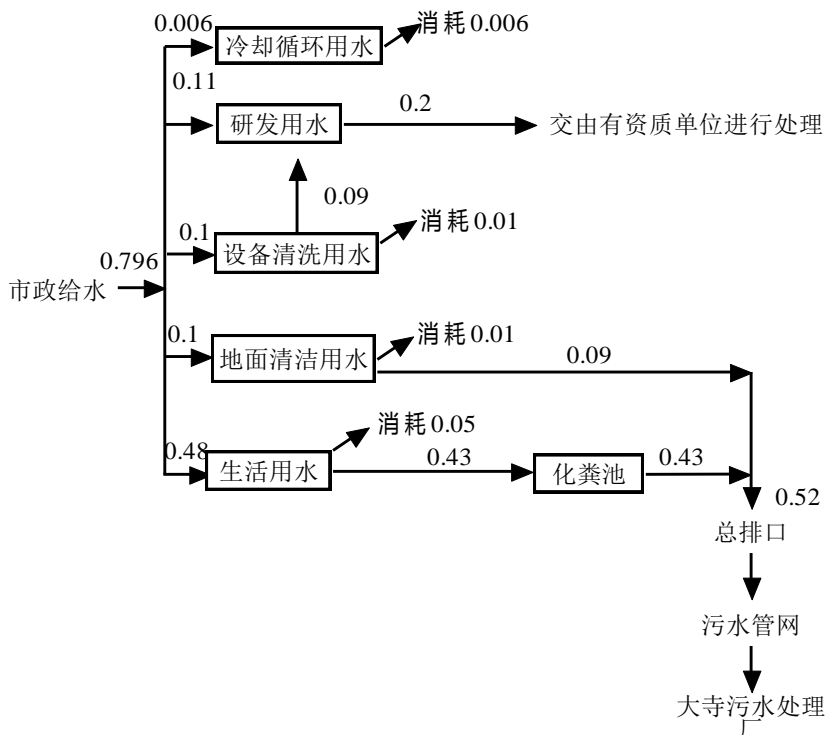 0.006
消耗 0.006
冷却循环用水
0.11
0.2
研发用水
交由有资质单位进行处理
0.09
消耗 0.01
0.1
设备清洗用水
0.796
市政给水
消耗 0.01
0.1
0.09
地面清洁用水
消耗 0.05
0.48
生活用水
0.43
化粪池
0.43
0.52
总排口
污水管网
大寺污水处理
厂